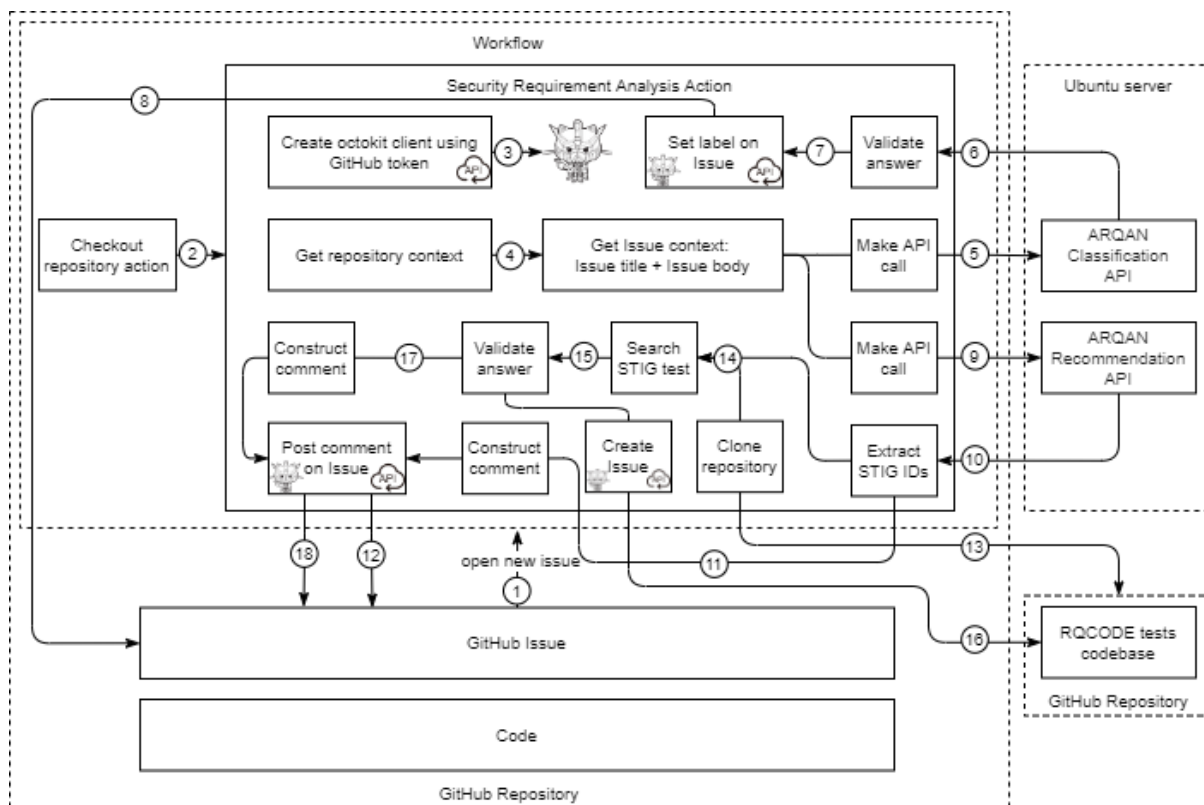 Workflow
Security Requirement Analysis Action
Ubuntu server
8
Create octokit client using
GitHub token
API
3
Set label on
Issue
API
7
Validate
answer
6
Checkout
repository action
2
Get repository context
4
Get Issue context:
Issue title + Issue body
Make API
call
5
ARQAN
Classification
API
Construct
comment
17
Validate
answer
15
Search
STIG test
14
Make API
call
9
ARQAN
Recommendation
API
Post comment
on Issue
API
Construct
comment
Create
Issue
API
Clone
repository
Extract
STIG IDs
10
18
12
open new issue
1
11
13
GitHub Issue
16
RQCODE tests
codebase
GitHub Repository
Code
GitHub Repository